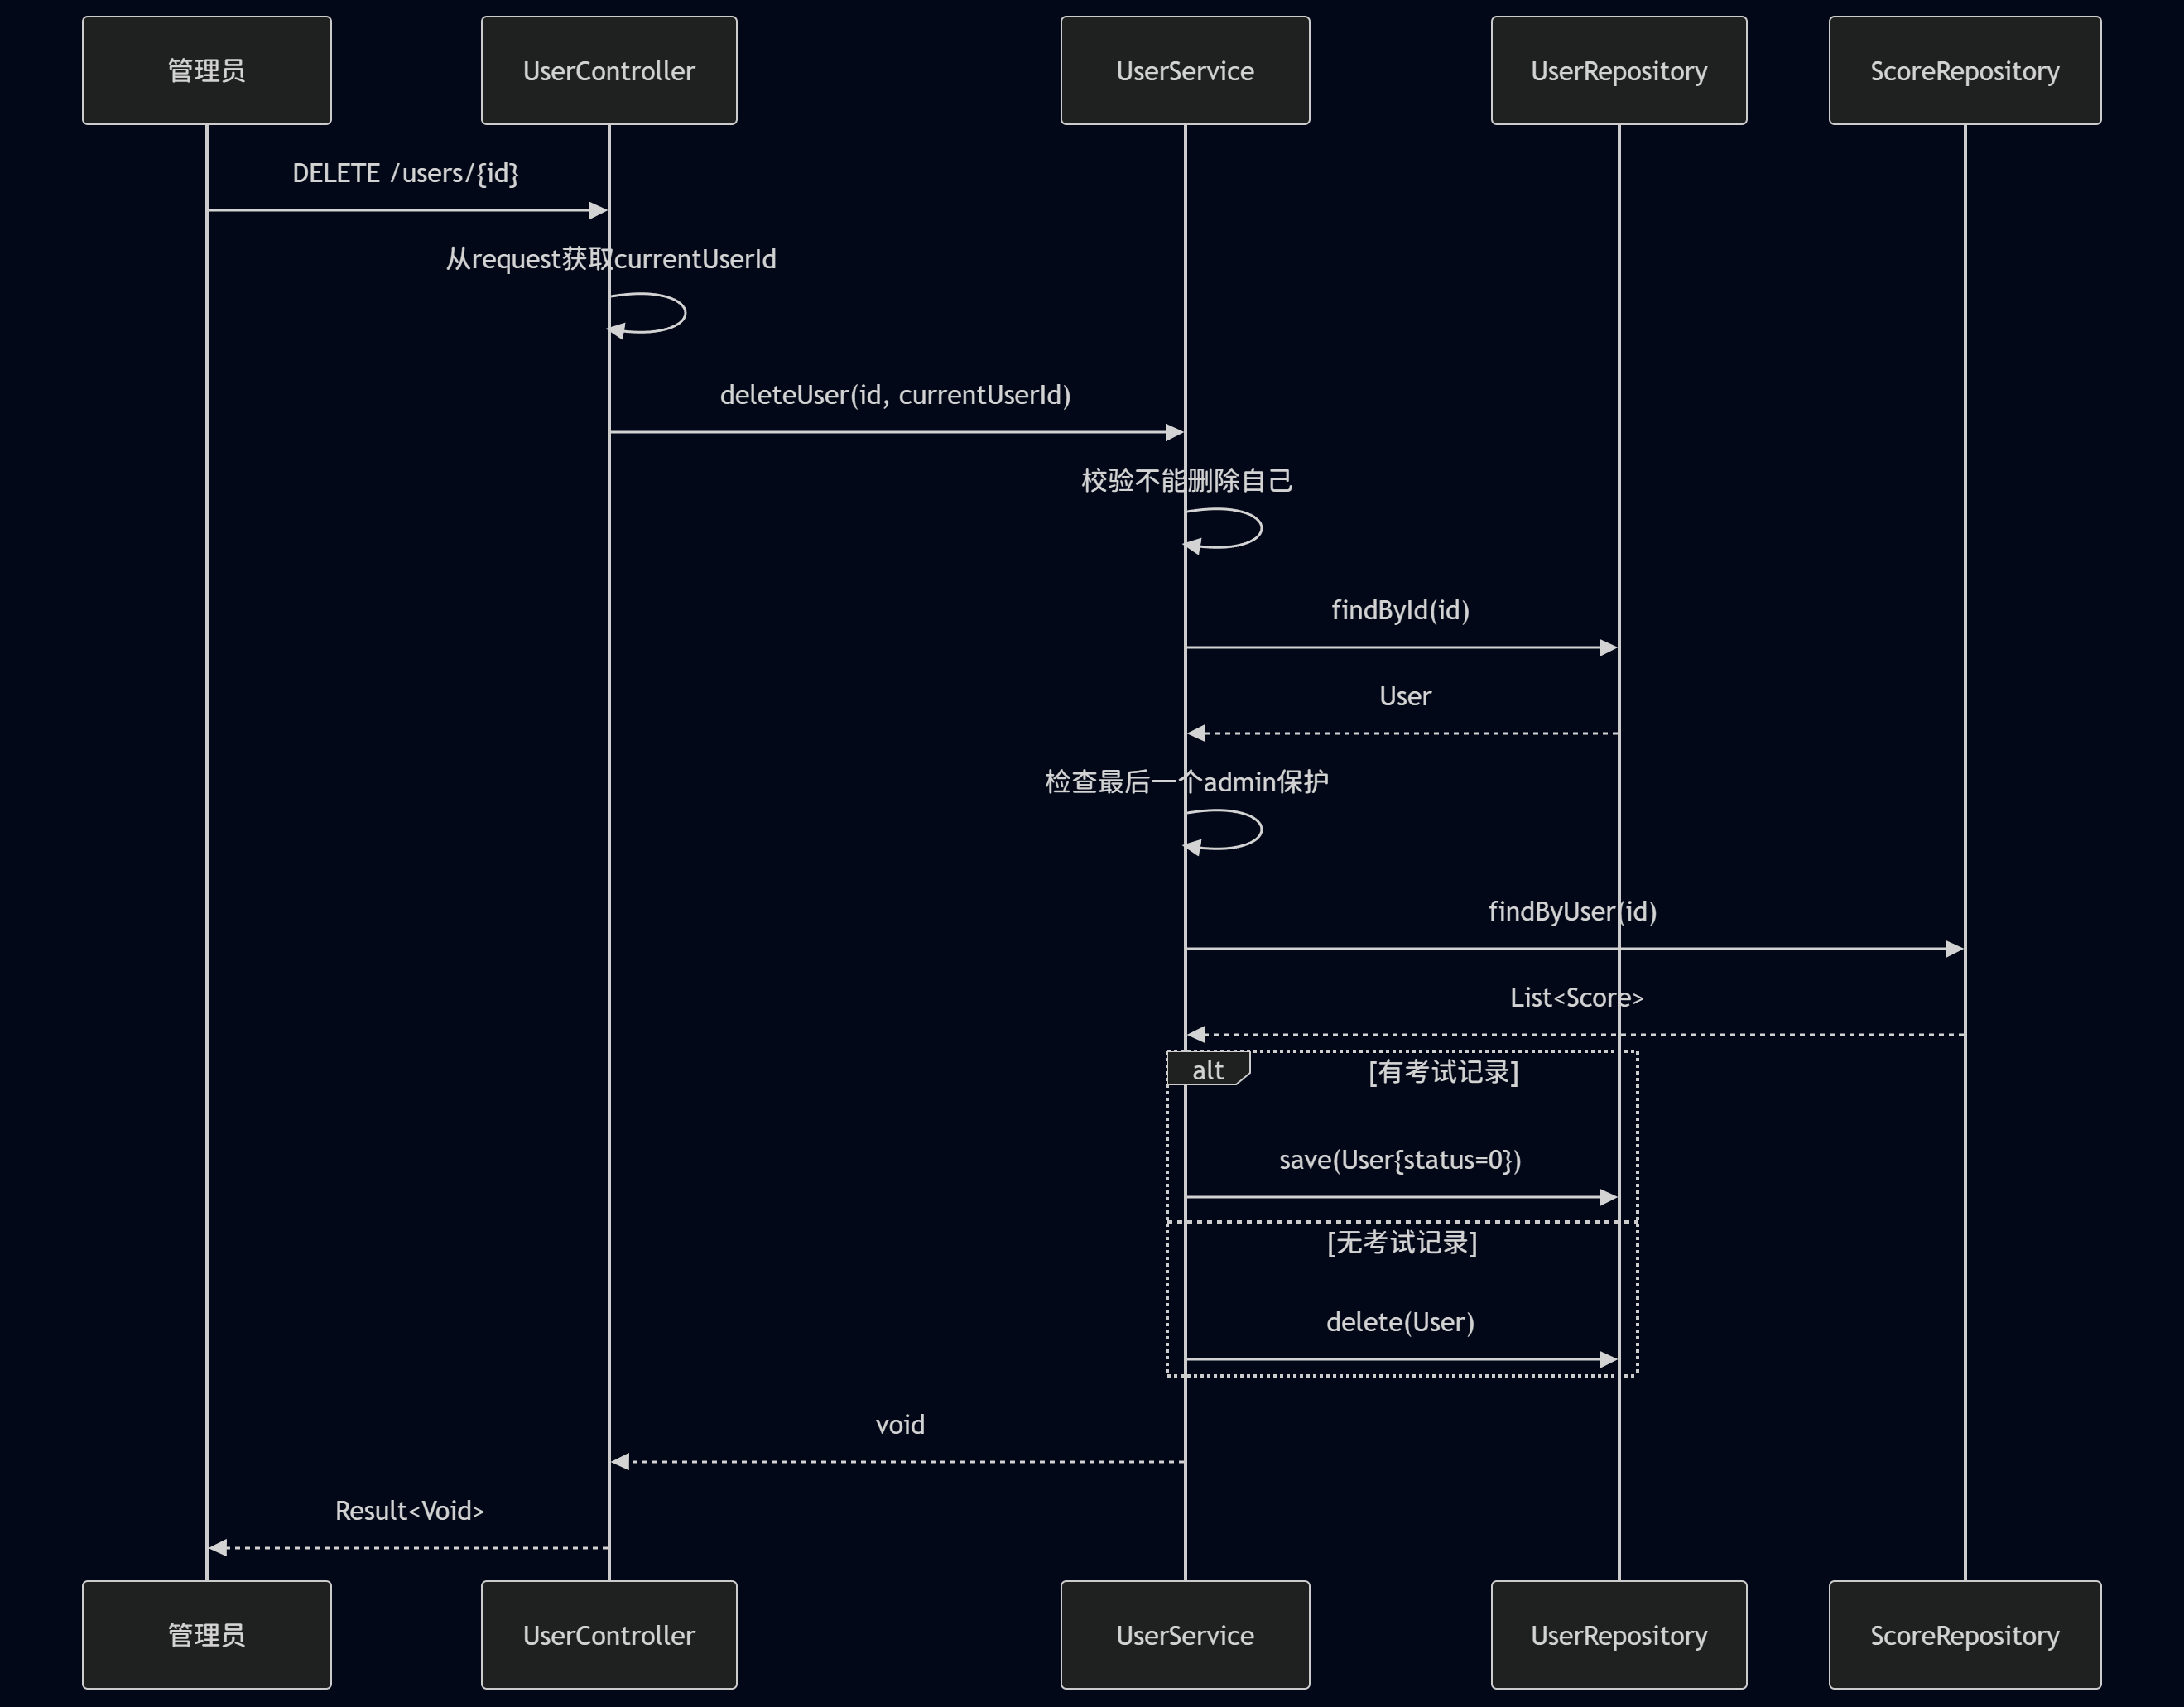 管理员
UserController
UserService
UserRepository
ScoreRepository
DELETE /users/{id}
从request获取currentUserId
deleteUser(id, currentUserId)
校验不能删除自己
findById(id)
User
检查最后一个admin保护
findByUser(id)
List<Score>
alt
[有考试记录]
save(User{status=0})
[无考试记录]
delete(User)
void
Result<Void>
管理员
UserController
UserService
UserRepository
ScoreRepository